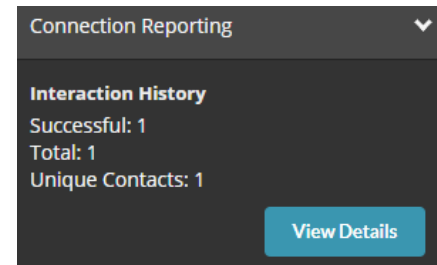 Connection Reporting
Interaction History
Successful: 1
Total: 1
Unique Contacts: 1
View Details